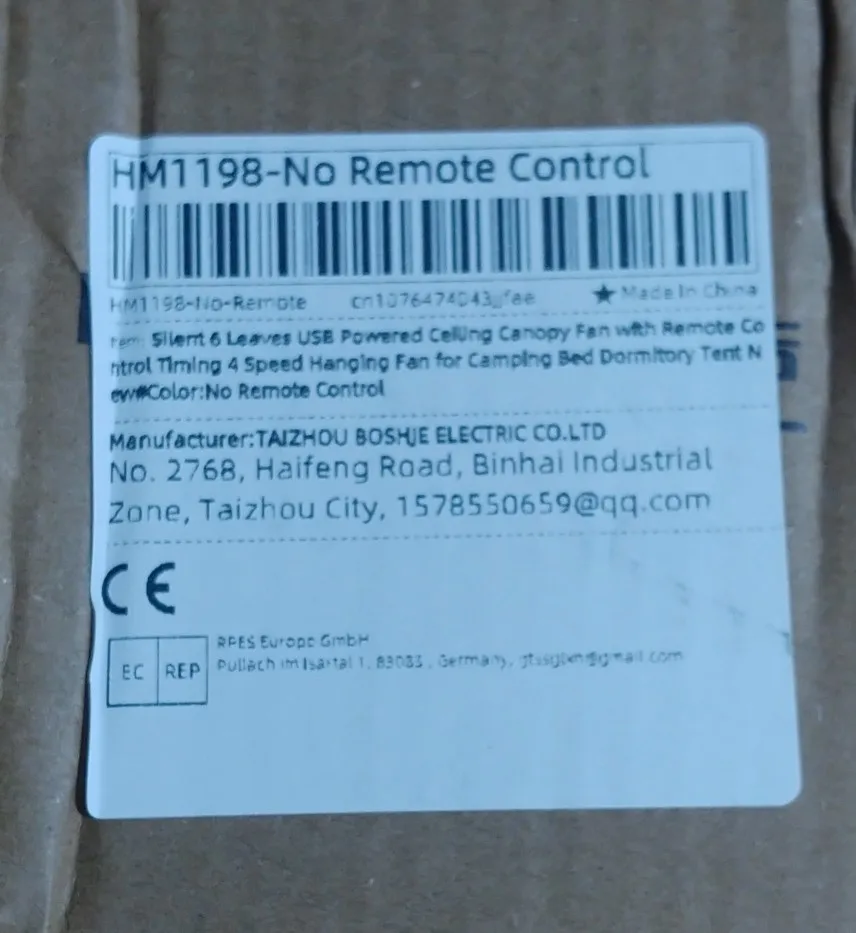 HM1198-No Remote Control
HM1198-No-Remote cn1076474043jjfae ★ Made In China
Item: Silent 6 Leaves USB Powered Ceiling Canopy Fan with Remote Co
ntrol Timing 4 Speed Hanging Fan for Camping Bed Dormitory Tent N
ew#Color:No Remote Control
Manufacturer:TAIZHOU BOSHJE ELECTRIC CO.LTD
No. 2768, Haifeng Road, Binhai Industrial
Zone, Taizhou City, 1578550659@qq.com
CE
EC REP
Europe GmbH
Pullach im Isartal 1, 83083, Germany,